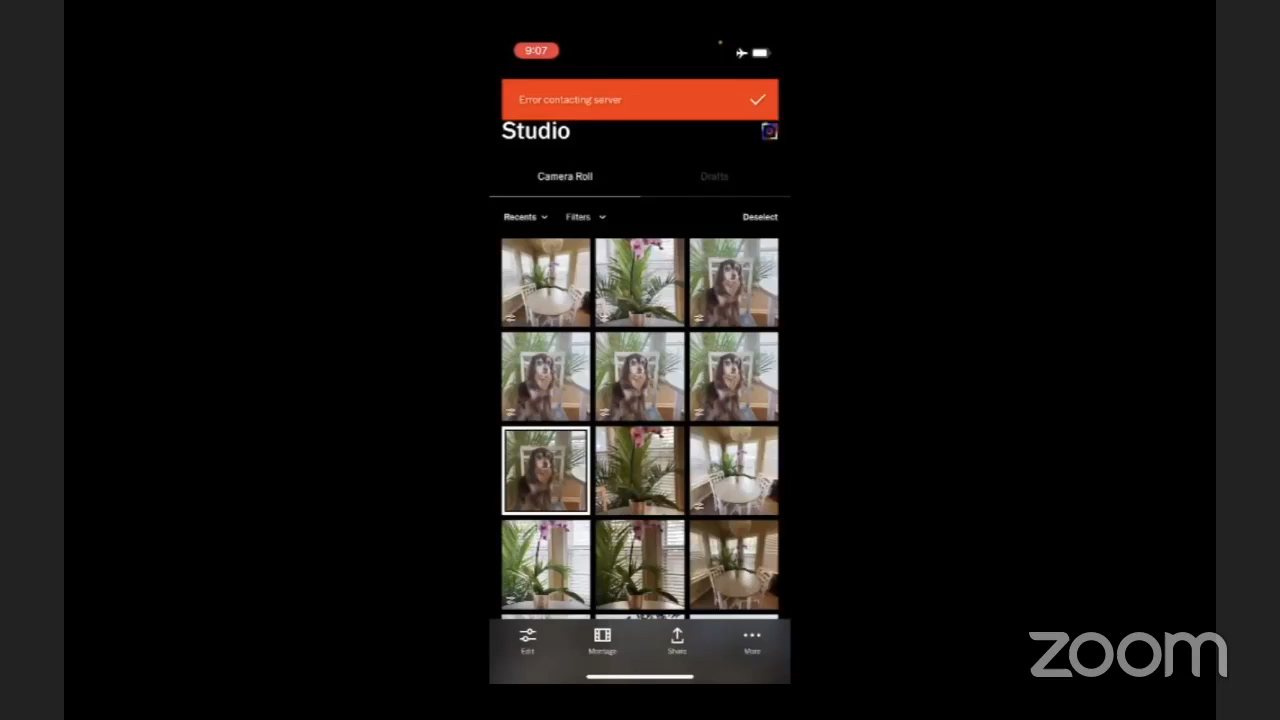 9:07
Error contacting server
Studio
Camera Roll
Drafts
Recents
Filters
Deselect
Edit
Montage
Share
More
zoom